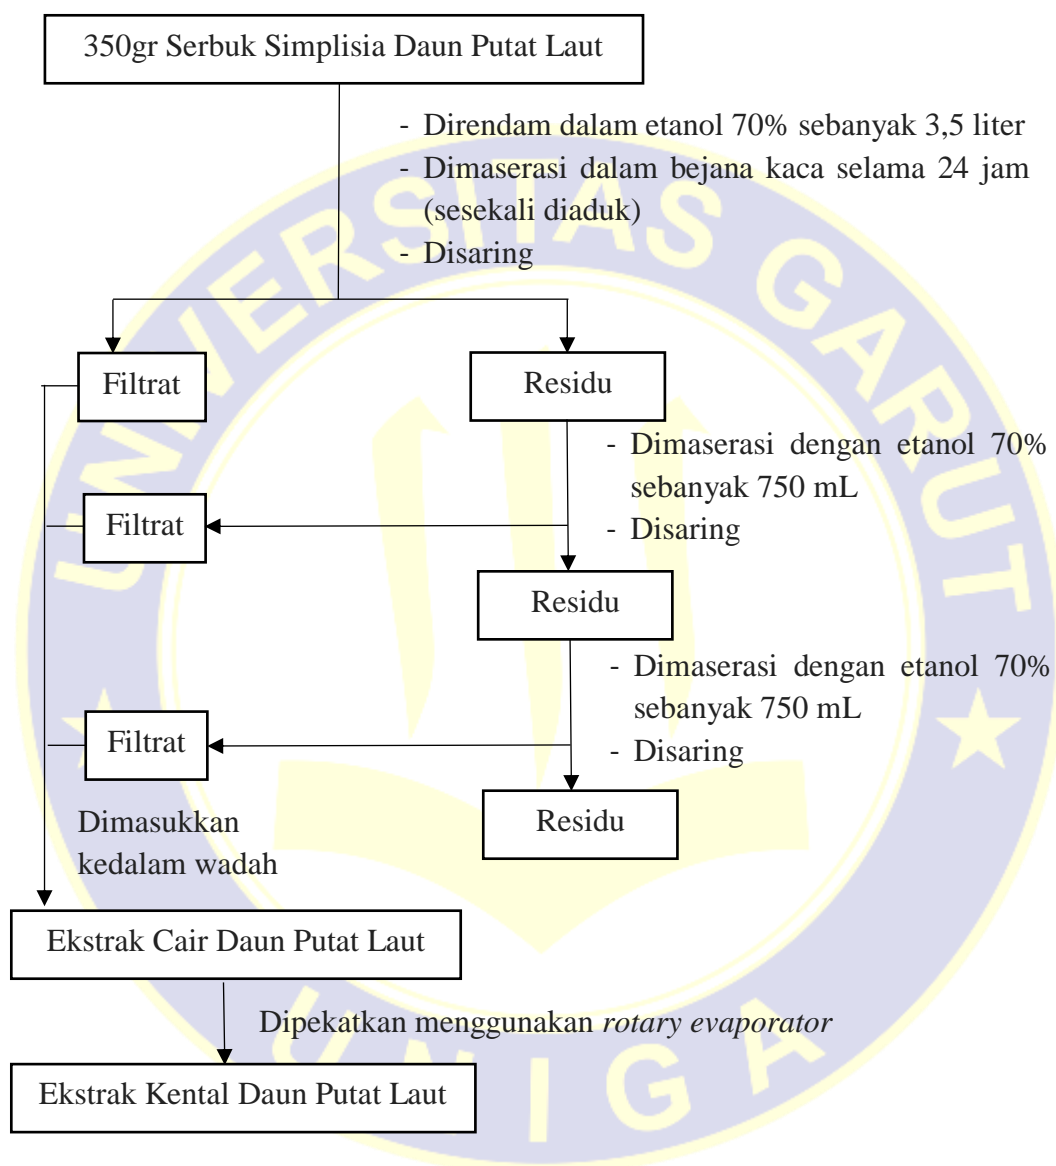 350gr Serbuk Simplisia Daun Putat Laut
- Direndam dalam etanol 70% sebanyak 3,5 liter
- Dimaserasi dalam bejana kaca selama 24 jam
(sesekali diaduk)
- Disaring
Filtrat
Residu
- Dimaserasi dengan etanol 70%
sebanyak 750 mL
- Disaring
Filtrat
Residu
- Dimaserasi dengan etanol 70%
sebanyak 750 mL
- Disaring
Filtrat
Residu
Dimasukkan
kedalam wadah
Ekstrak Cair Daun Putat Laut
Dipekatkan menggunakan rotary evaporator
Ekstrak Kental Daun Putat Laut
UNIVERSITAS GARUT
UNIGA